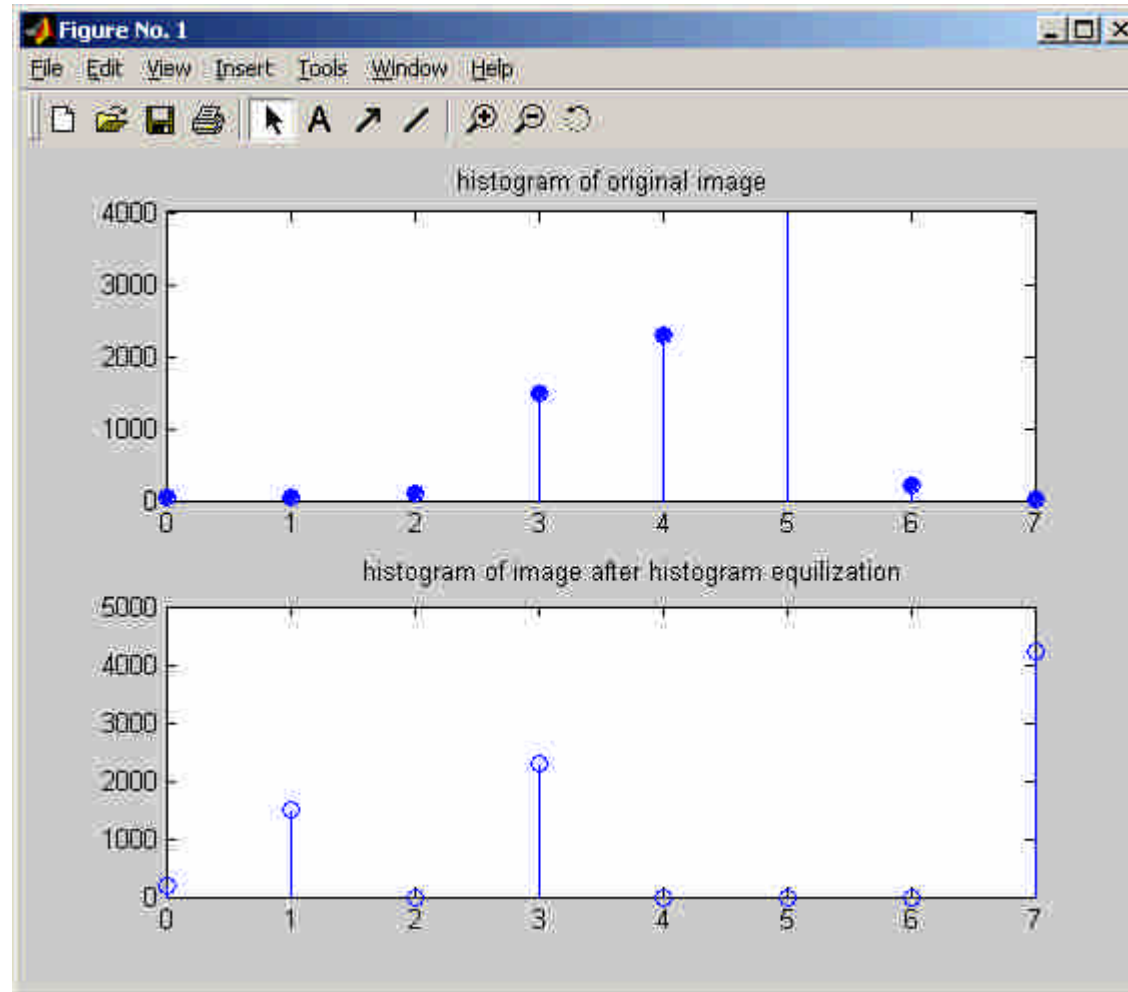 Figure No. 1
File Edit View Insert Tools Window Help
A
histogram of original image
4000
3000
2000
1000
0
0 1 2 3 4 5 6 7
histogram of image after histogram equilization
5000
4000
3000
2000
1000
0
0 1 2 3 4 5 6 7